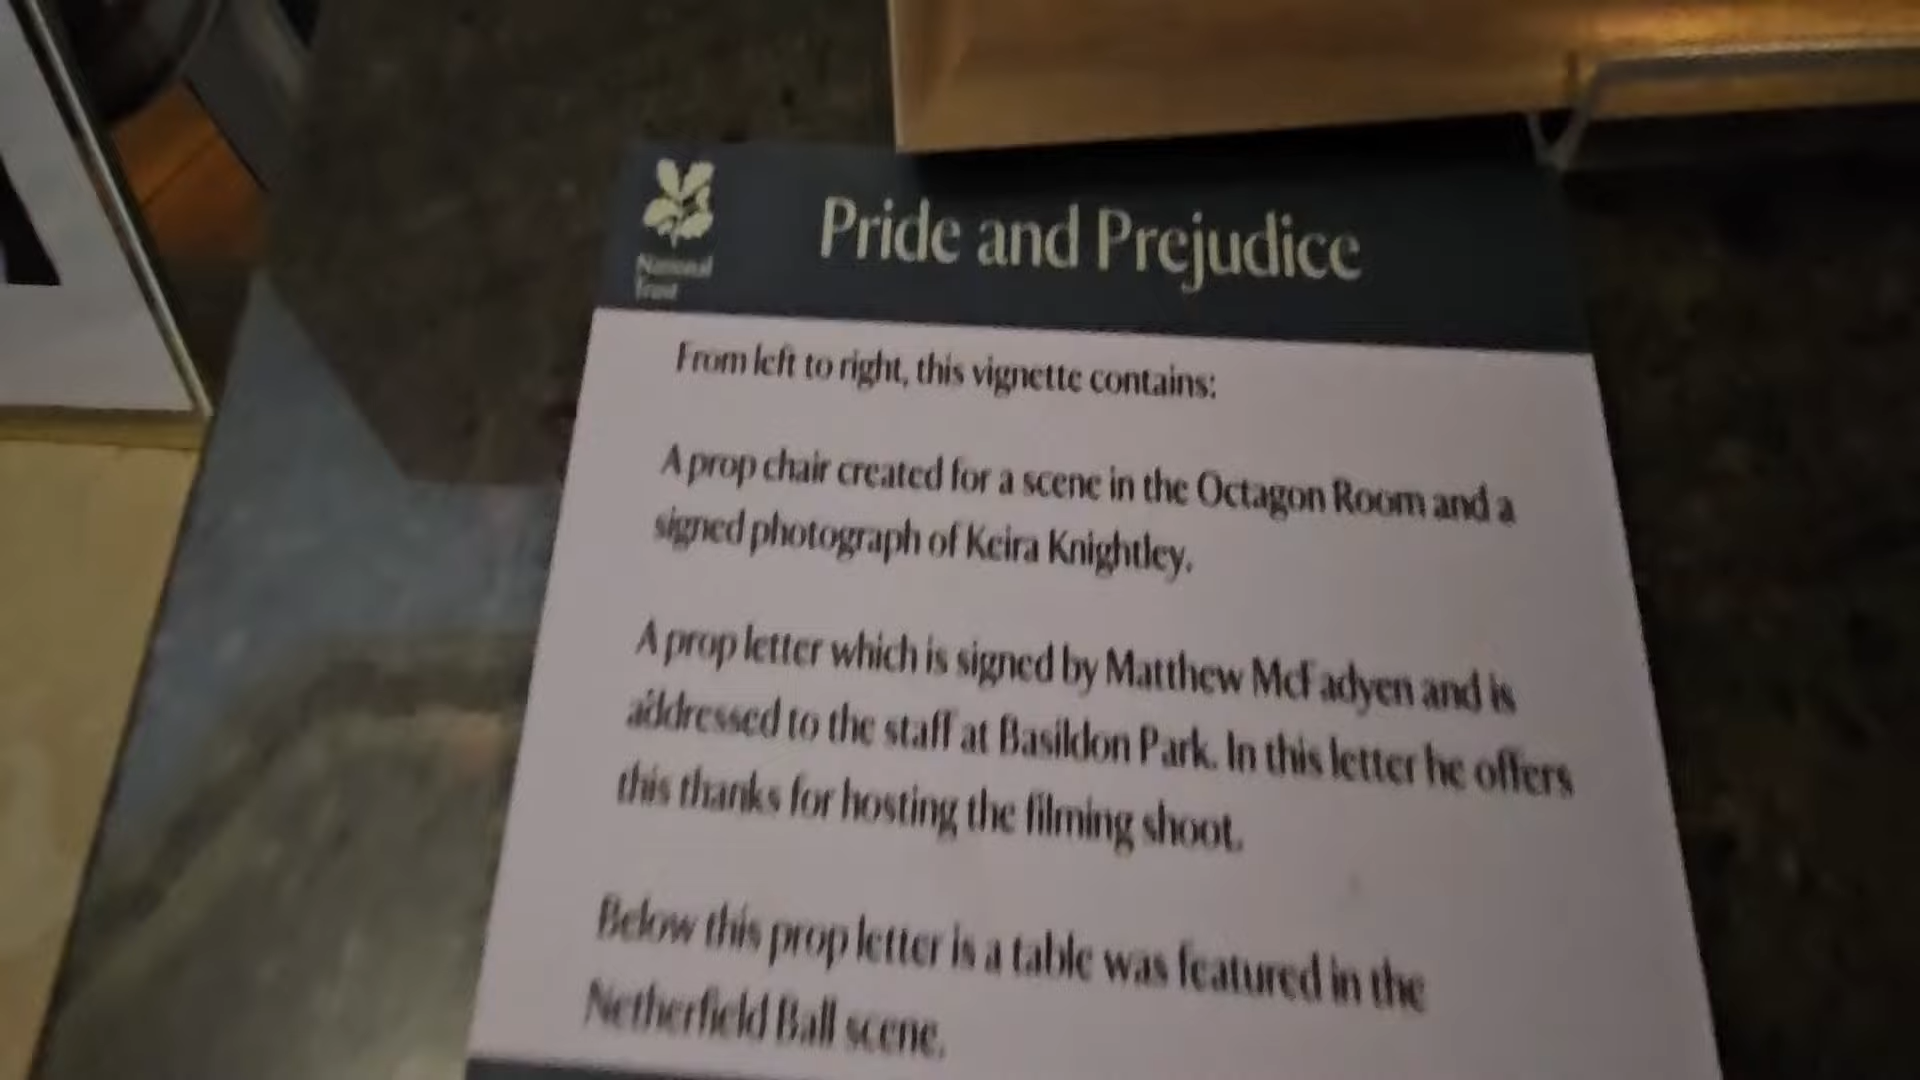 National
Trust
Pride and Prejudice
From left to right, this vignette contains:
A prop chair created for a scene in the Octagon Room and a
signed photograph of Keira Knightley.
A prop letter which is signed by Matthew McFadyen and is
addressed to the staff at Basildon Park. In this letter he offers
this thanks for hosting the filming shoot.
Below this prop letter is a table was featured in the
Netherfield Ball scene.